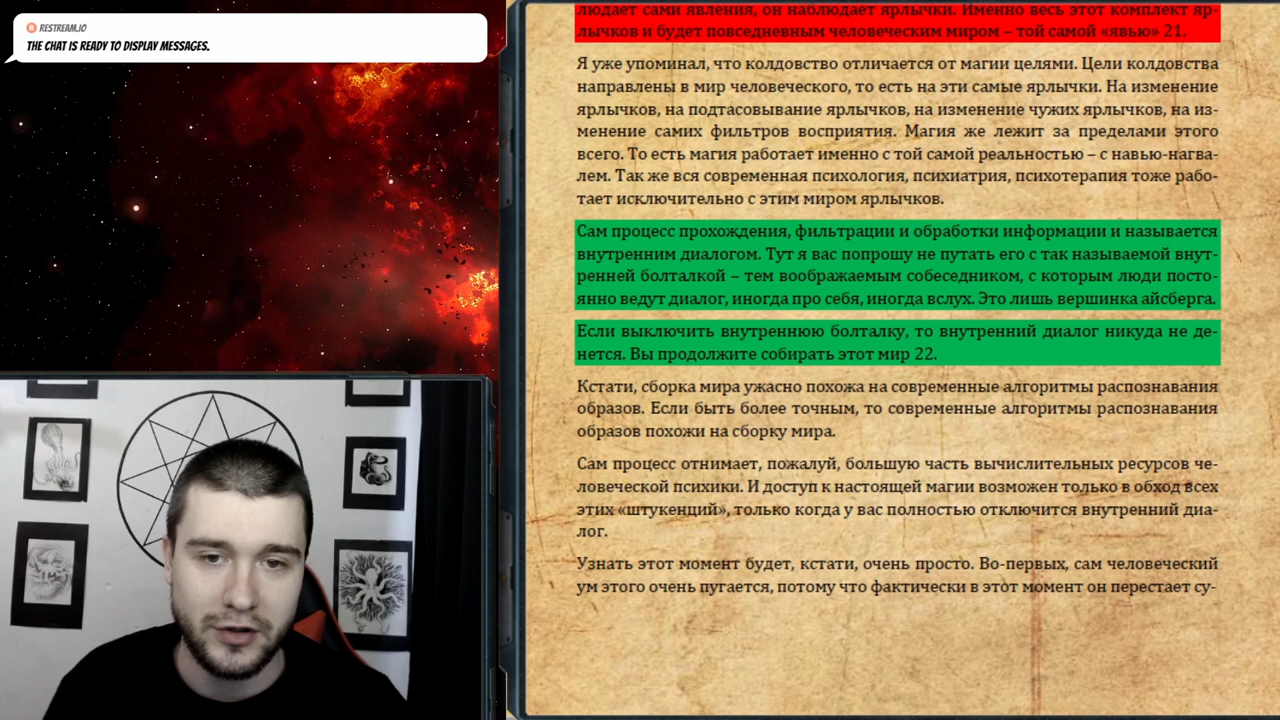 RESTREAM.IO
THE CHAT IS READY TO DISPLAY MESSAGES.
людает сами явления, он наблюдает ярлычки. Именно весь этот комплект яр-
лычков и будет повседневным человеческим миром – той самой «явью» 21.
Я уже упоминал, что колдовство отличается от магии целями. Цели колдовства
направлены в мир человеческого, то есть на эти самые ярлычки. На изменение
ярлычков, на подтасовывание ярлычков, на изменение чужих ярлычков, на из-
менение самих фильтров восприятия. Магия же лежит за пределами этого
всего. То есть магия работает именно с той самой реальностью – с навью-нагва-
лем. Так же вся современная психология, психиатрия, психотерапия тоже рабо-
тает исключительно с этим миром ярлычков.
Сам процесс прохождения, фильтрации и обработки информации и называется
внутренним диалогом. Тут я вас попрошу не путать его с так называемой внут-
ренней болталкой – тем воображаемым собеседником, с которым люди посто-
янно ведут диалог, иногда про себя, иногда вслух. Это лишь вершинка айсберга.
Если выключить внутреннюю болталку, то внутренний диалог никуда не де-
нется. Вы продолжите собирать этот мир 22.
Кстати, сборка мира ужасно похожа на современные алгоритмы распознавания
образов. Если быть более точным, то современные алгоритмы распознавания
образов похожи на сборку мира.
Сам процесс отнимает, пожалуй, большую часть вычислительных ресурсов че-
ловеческой психики. И доступ к настоящей магии возможен только в обход всех
этих «штукенций», только когда у вас полностью отключится внутренний диа-
лог.
Узнать этот момент будет, кстати, очень просто. Во-первых, сам человеческий
ум этого очень пугается, потому что фактически в этот момент он перестает су-